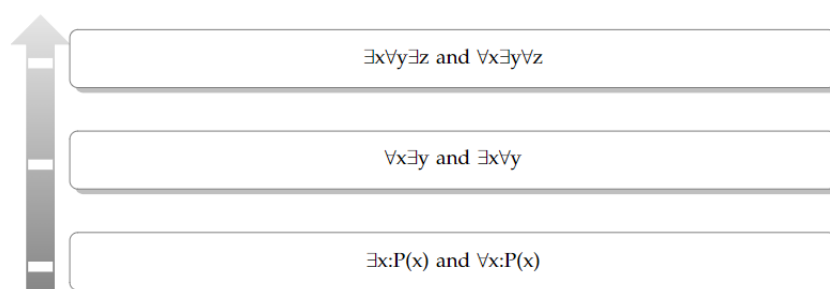 ∃x∀y∃z and ∀x∃y∀z
∀x∃y and ∃x∀y
∃x:P(x) and ∀x:P(x)